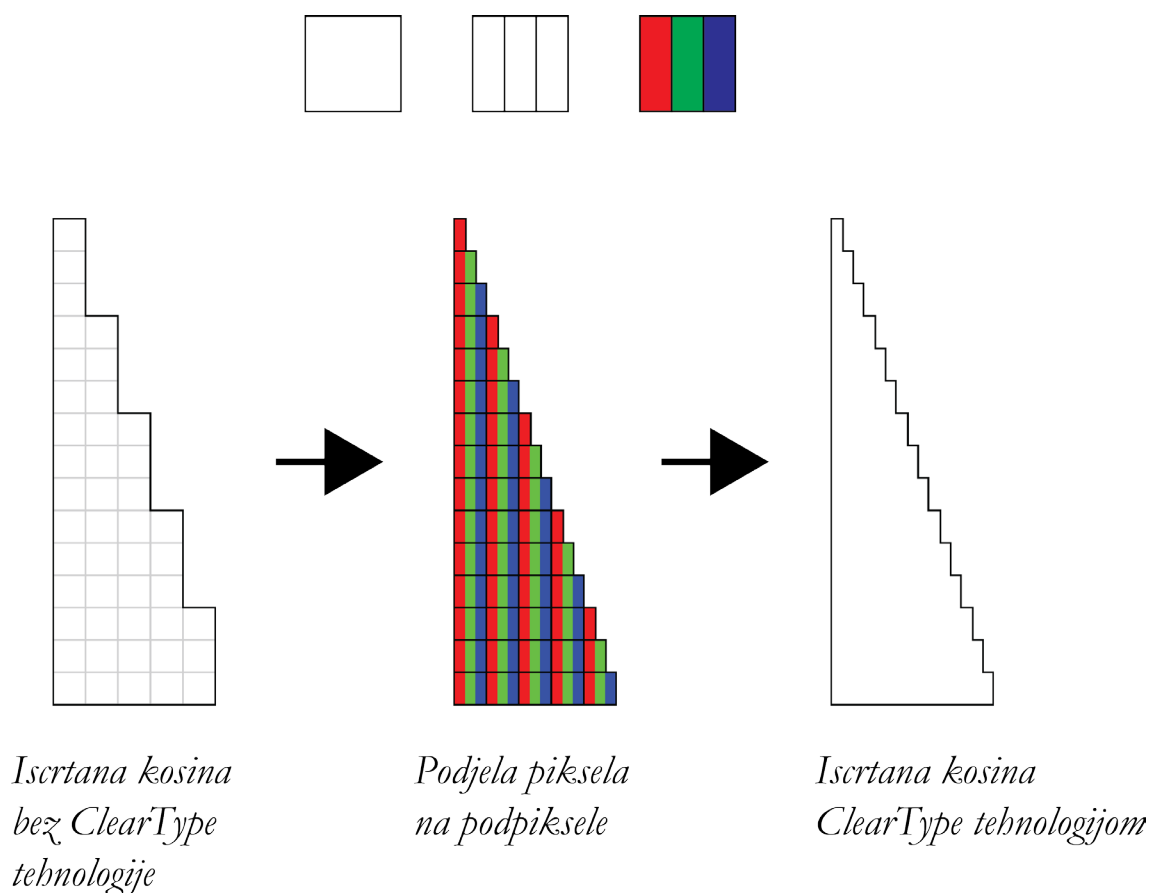 Iscrtana kosina
bez ClearType
tehnologije
Podjela piksela
na podpiksele
Iscrtana kosina
ClearType tehnologijom